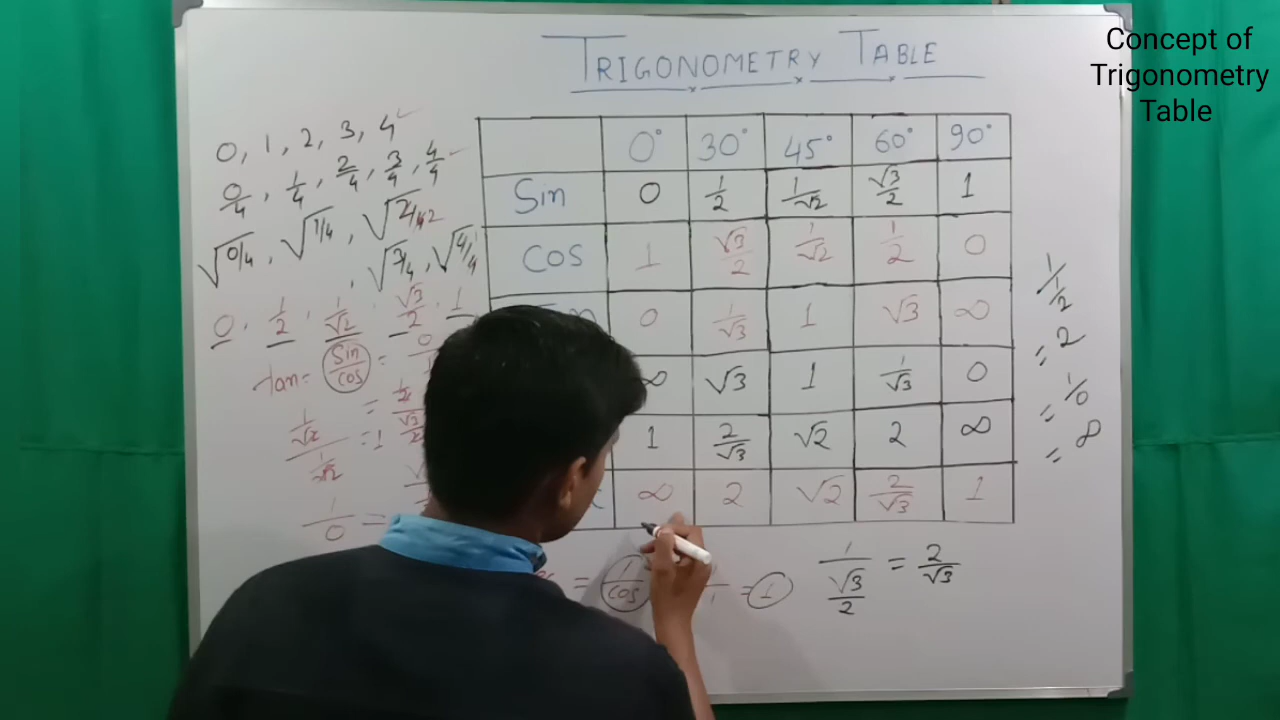 Concept of
Trigonometry
Table
TRIGONOMETRY TABLE
0° 30° 45° 60° 90°
Sin 0 1/2 1/√2 √3/2 1
COS 1 √3/2 1/√2 1/2 0
0 1/√3 1 √3 ∞
∞ √3 1 1/√3 0
1 2/√3 √2 2 ∞
∞ 2 √2 2/√3 1
0, 1, 2, 3, 4
0/4, 1/4, 2/4, 3/4, 4/4
√0/4, √1/4, √2/4 2
, √3/4, √4/4 1
0, 1/2, 1/√2, √3/2, 1
tan = Sin/cos = 0
1/√2 / 1/√2 = 1
1/0 =
= 1/cos
= 1
1 / √3/2 = 2/√3
1 / 1/2
= 2
= 1/0
= ∞